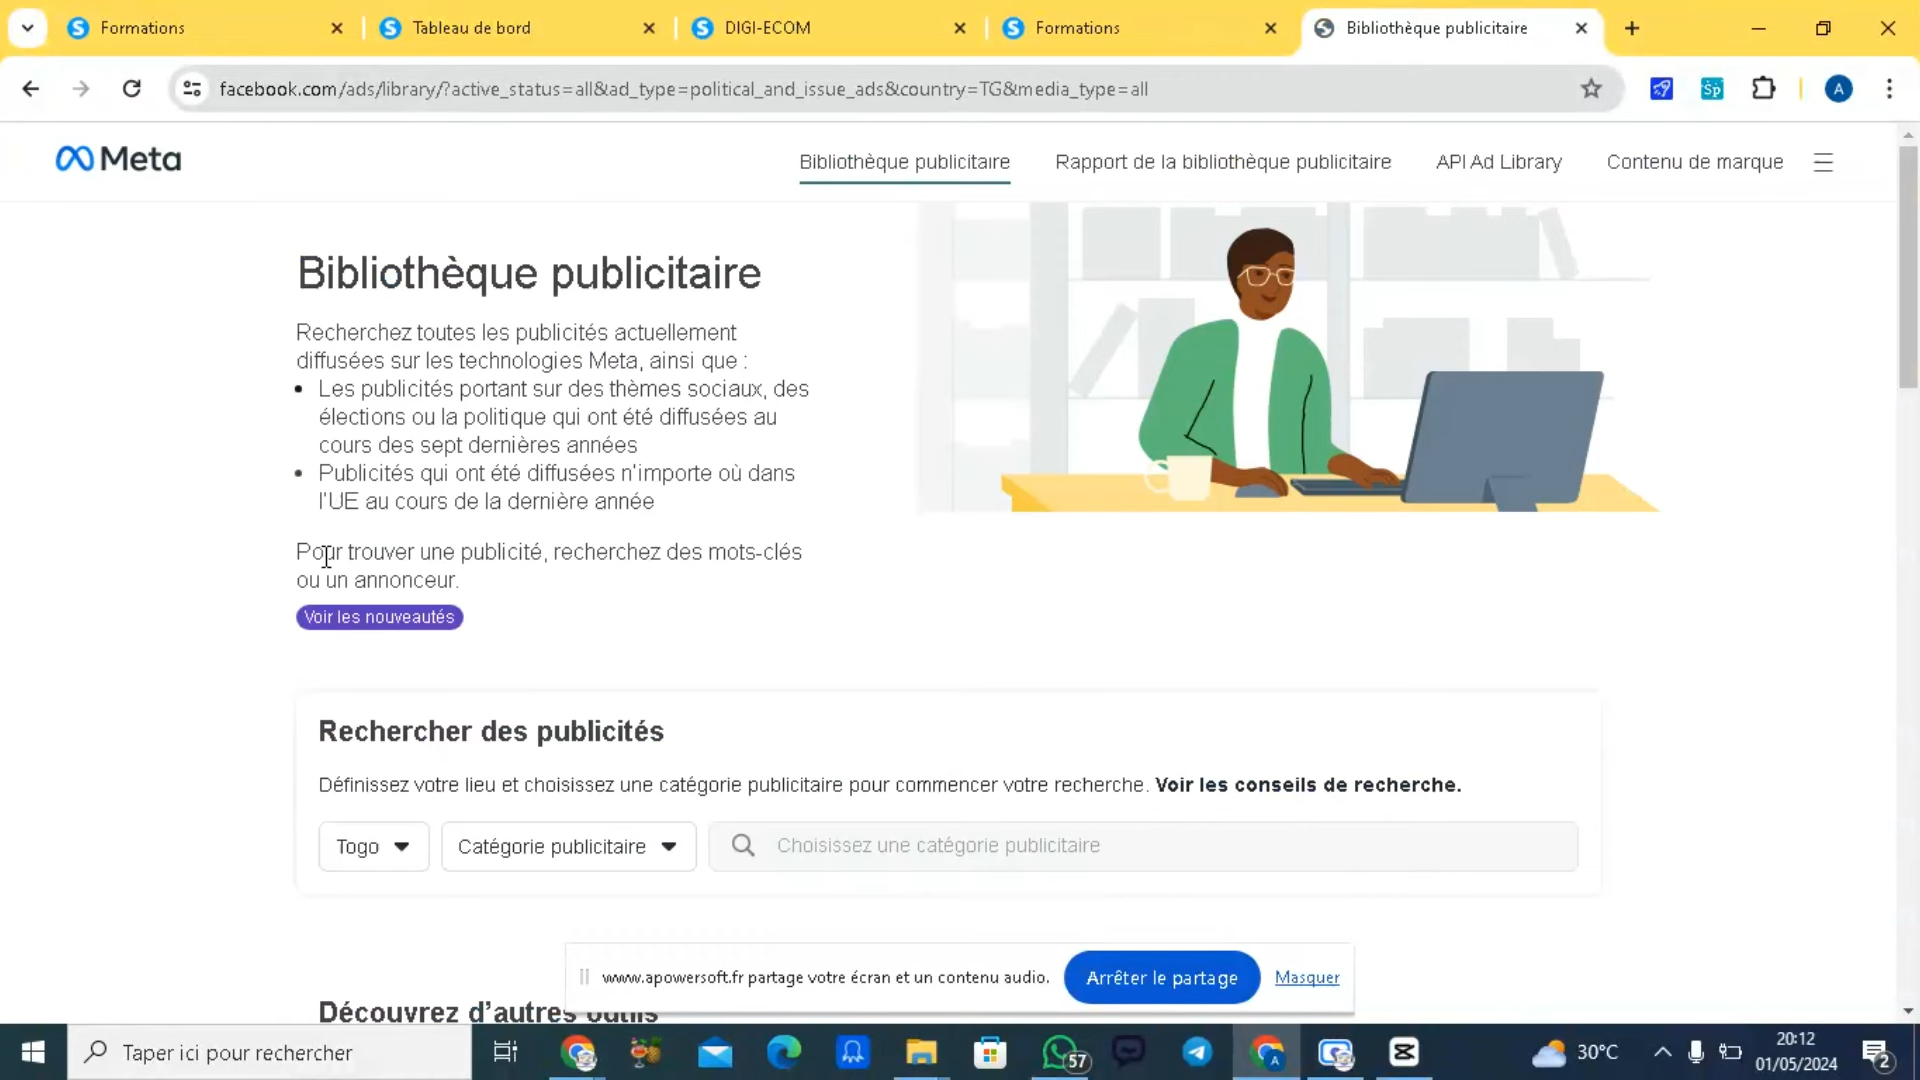 Formations
Tableau de bord
DIGI-ECOM
Formations
Bibliothèque publicitaire
facebook.com/ads/library/?active_status=all&ad_type=political_and_issue_ads&country=TG&media_type=all
Sp
A
Meta
Bibliothèque publicitaire
Rapport de la bibliothèque publicitaire
API Ad Library
Contenu de marque
Bibliothèque publicitaire
Recherchez toutes les publicités actuellement
diffusées sur les technologies Meta, ainsi que :
Les publicités portant sur des thèmes sociaux, des
élections ou la politique qui ont été diffusées au
cours des sept dernières années
Publicités qui ont été diffusées n'importe où dans
l'UE au cours de la dernière année
Pour trouver une publicité, recherchez des mots-clés
ou un annonceur.
Voir les nouveautés
Rechercher des publicités
Définissez votre lieu et choisissez une catégorie publicitaire pour commencer votre recherche. Voir les conseils de recherche.
Togo
Catégorie publicitaire
Choisissez une catégorie publicitaire
www.apowersoft.fr partage votre écran et un contenu audio.
Arrêter le partage
Masquer
Découvrez d'autres outils
Taper ici pour rechercher
57
A
30°C
20:12
01/05/2024
2